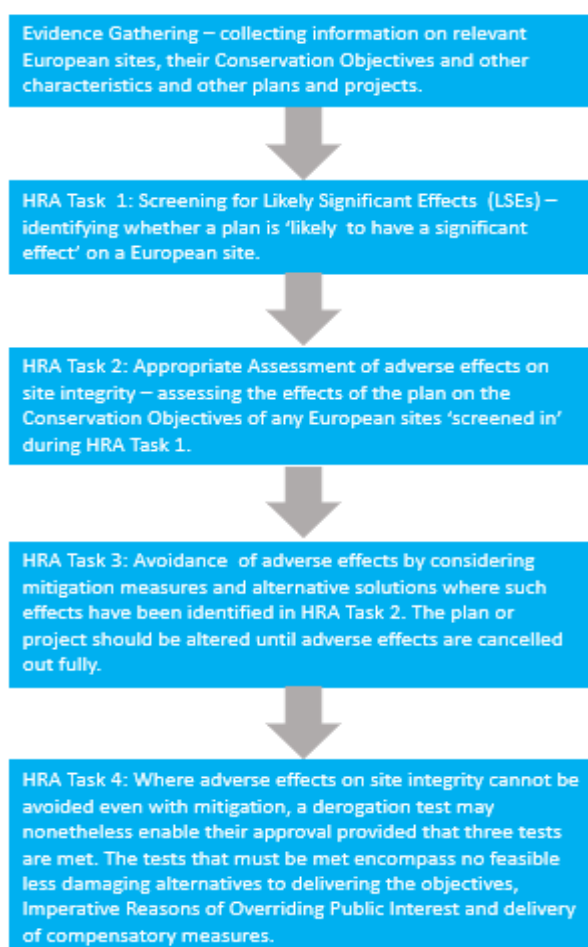 Evidence Gathering – collecting information on relevant
European sites, their Conservation Objectives and other
characteristics and other plans and projects.
HRA Task 1: Screening for Likely Significant Effects (LSEs) –
identifying whether a plan is ‘likely to have a significant
effect’ on a European site.
HRA Task 2: Appropriate Assessment of adverse effects on
site integrity – assessing the effects of the plan on the
Conservation Objectives of any European sites ‘screened in’
during HRA Task 1.
HRA Task 3: Avoidance of adverse effects by considering
mitigation measures and alternative solutions where such
effects have been identified in HRA Task 2. The plan or
project should be altered until adverse effects are cancelled
out fully.
HRA Task 4: Where adverse effects on site integrity cannot be
avoided even with mitigation, a derogation test may
nonetheless enable their approval provided that three tests
are met. The tests that must be met encompass no feasible
less damaging alternatives to delivering the objectives,
Imperative Reasons of Overriding Public Interest and delivery
of compensatory measures.